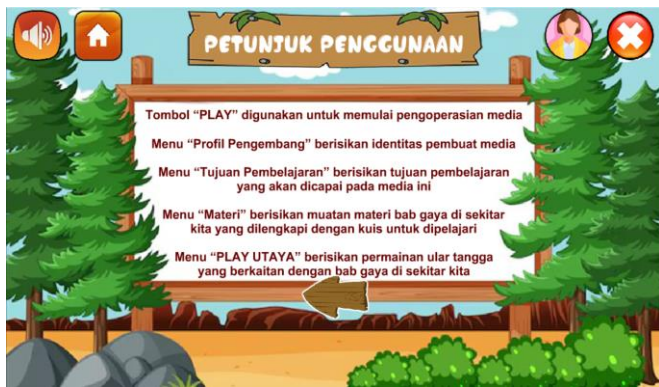 PETUNJUK PENGGUNAAN
Tombol “PLAY” digunakan untuk memulai pengoperasian media
Menu “Profil Pengembang” berisikan identitas pembuat media
Menu “Tujuan Pembelajaran” berisikan tujuan pembelajaran
yang akan dicapai pada media ini
Menu “Materi” berisikan muatan materi bab gaya di sekitar
kita yang dilengkapi dengan kuis untuk dipelajari
Menu “PLAY UTAYA” berisikan permainan ular tangga
yang berkaitan dengan bab gaya di sekitar kita